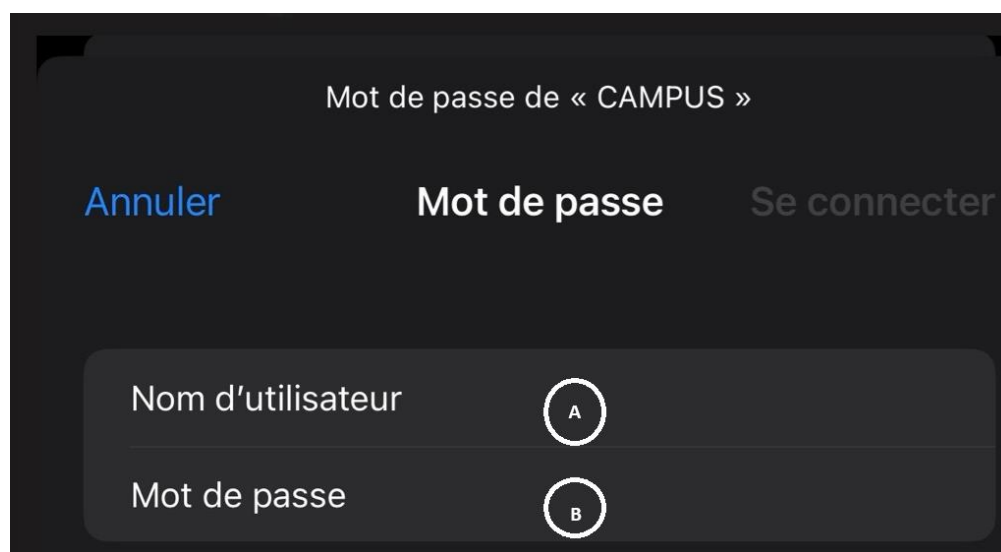 Mot de passe de « CAMPUS »
Annuler Mot de passe Se connecter
Nom d’utilisateur A
Mot de passe B